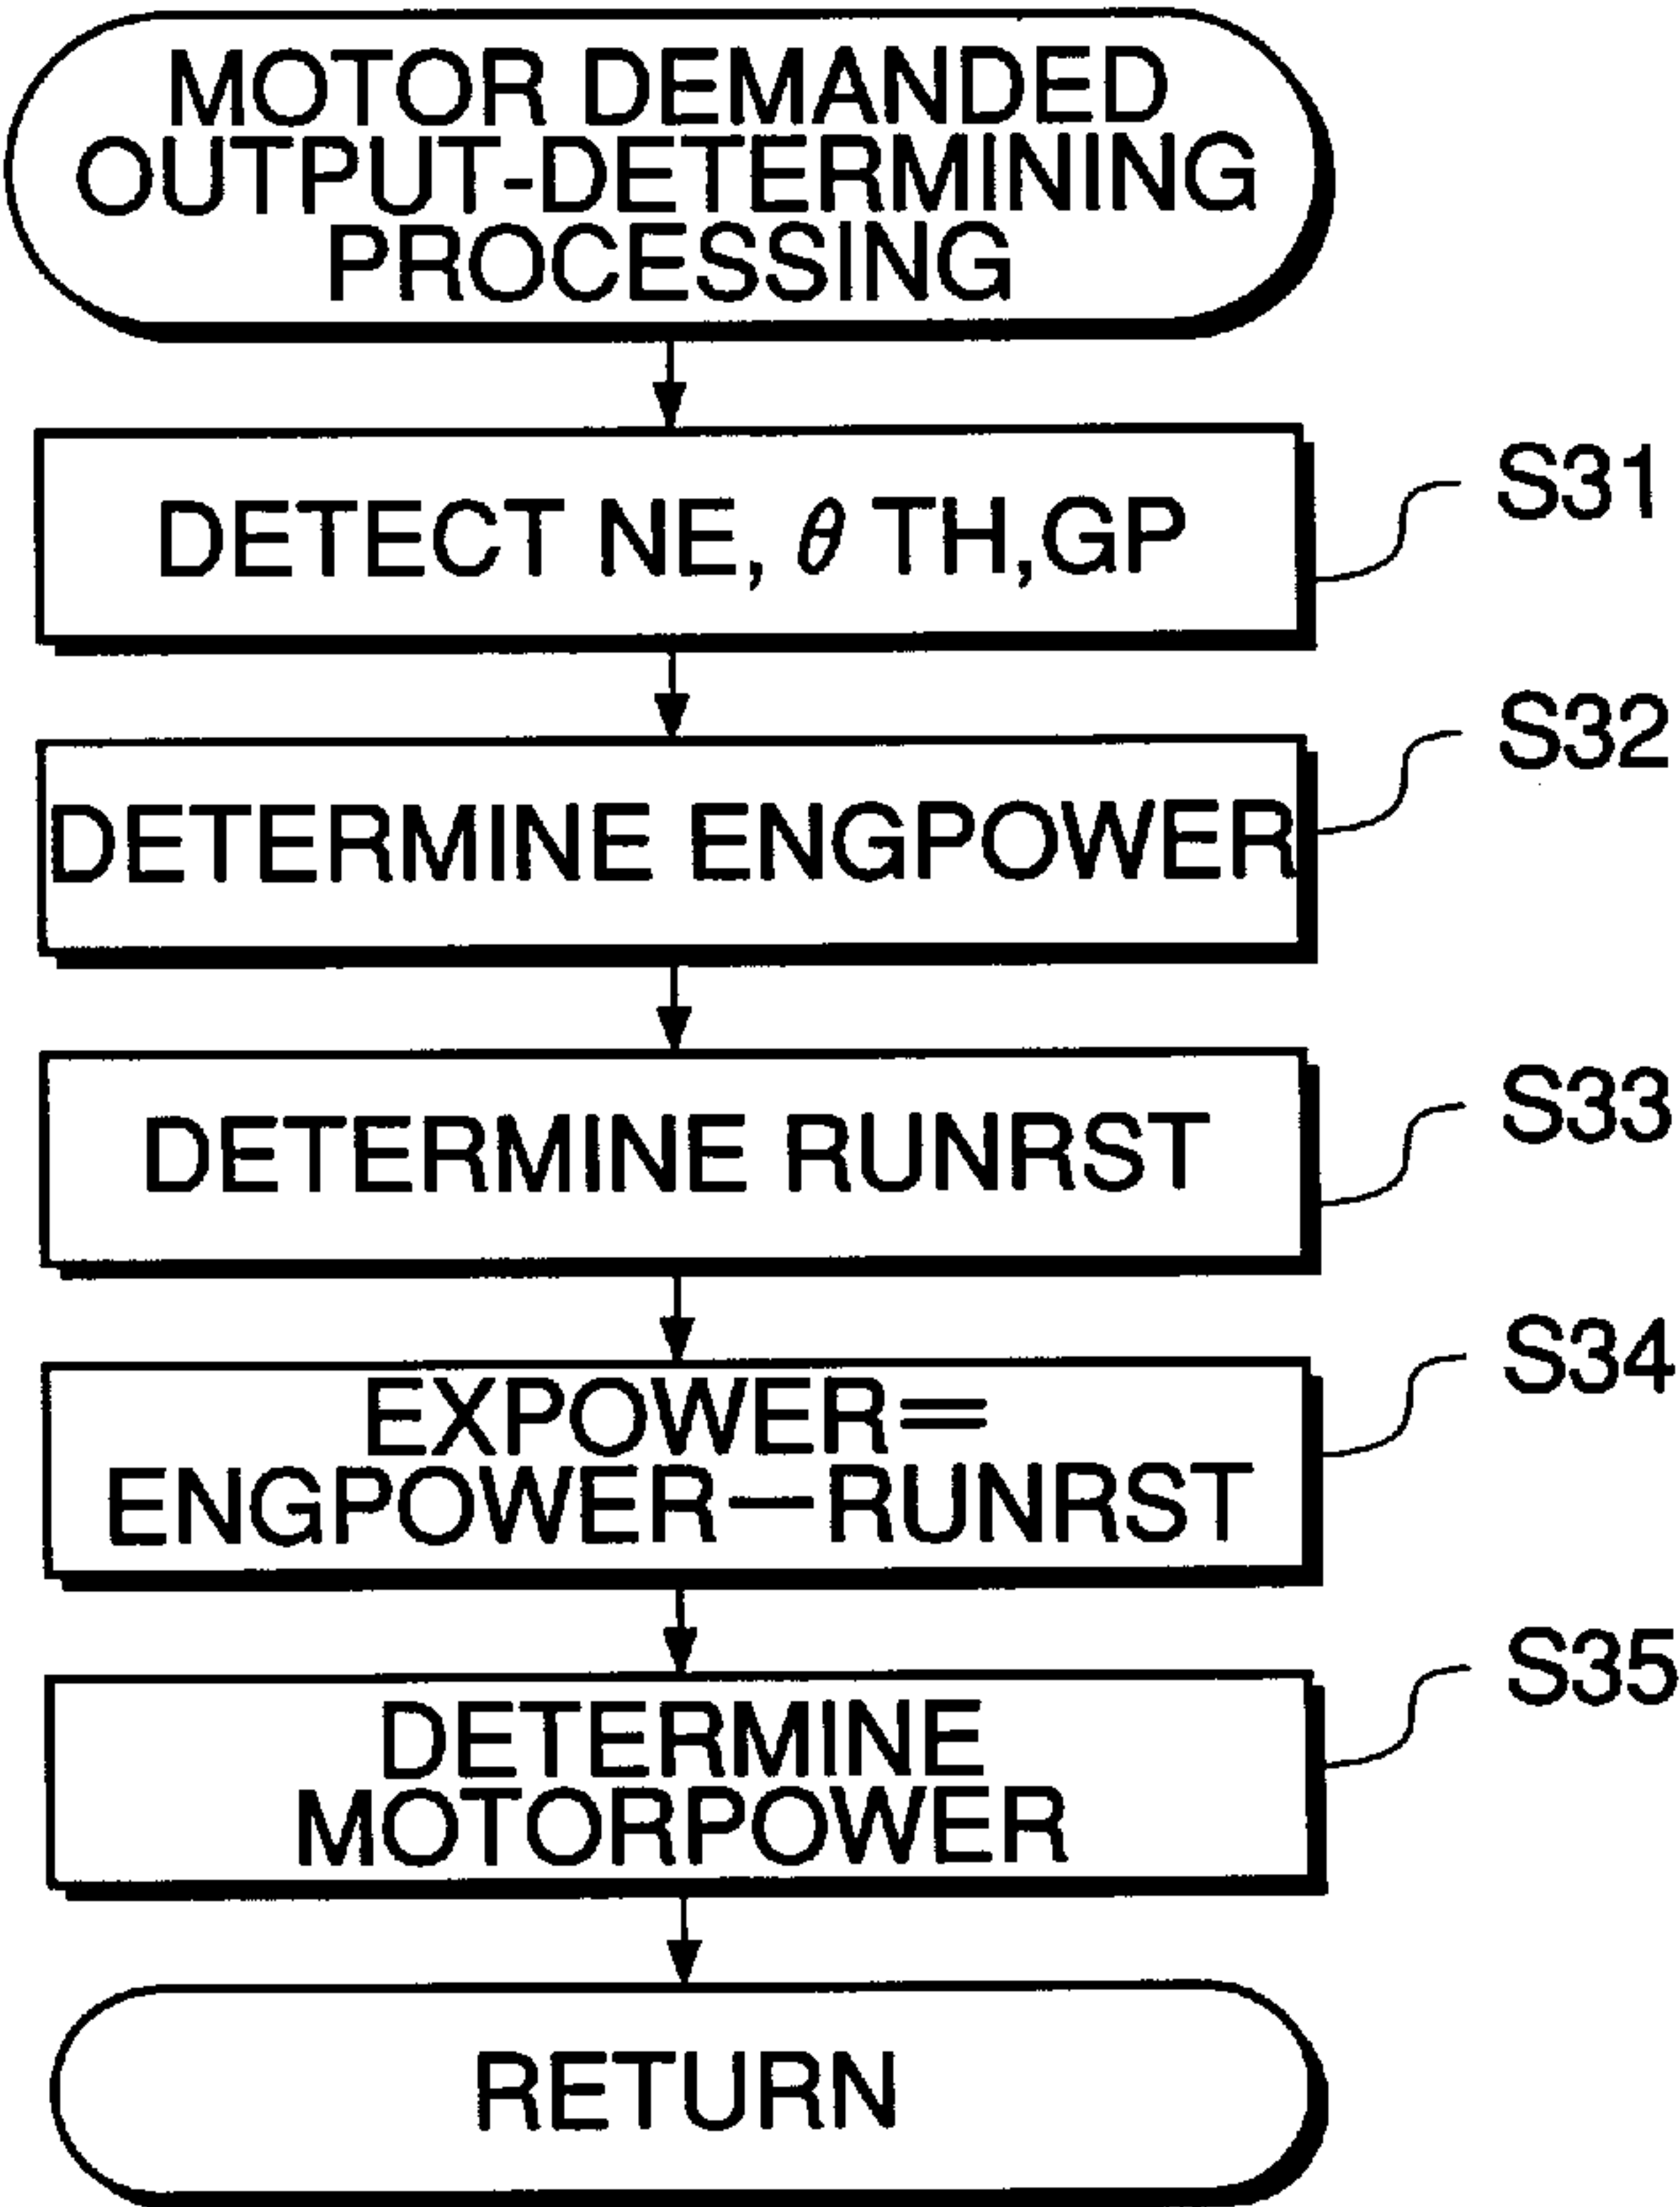 MOTOR DEMANDED
OUTPUT-DETERMINING
PROCESSING
DETECT NE, θ TH,GP
S31
DETERMINE ENGPOWER
S32
DETERMINE RUNRST
S33
EXPOWER=
ENGPOWER—RUNRST
S34
DETERMINE
MOTORPOWER
S35
RETURN